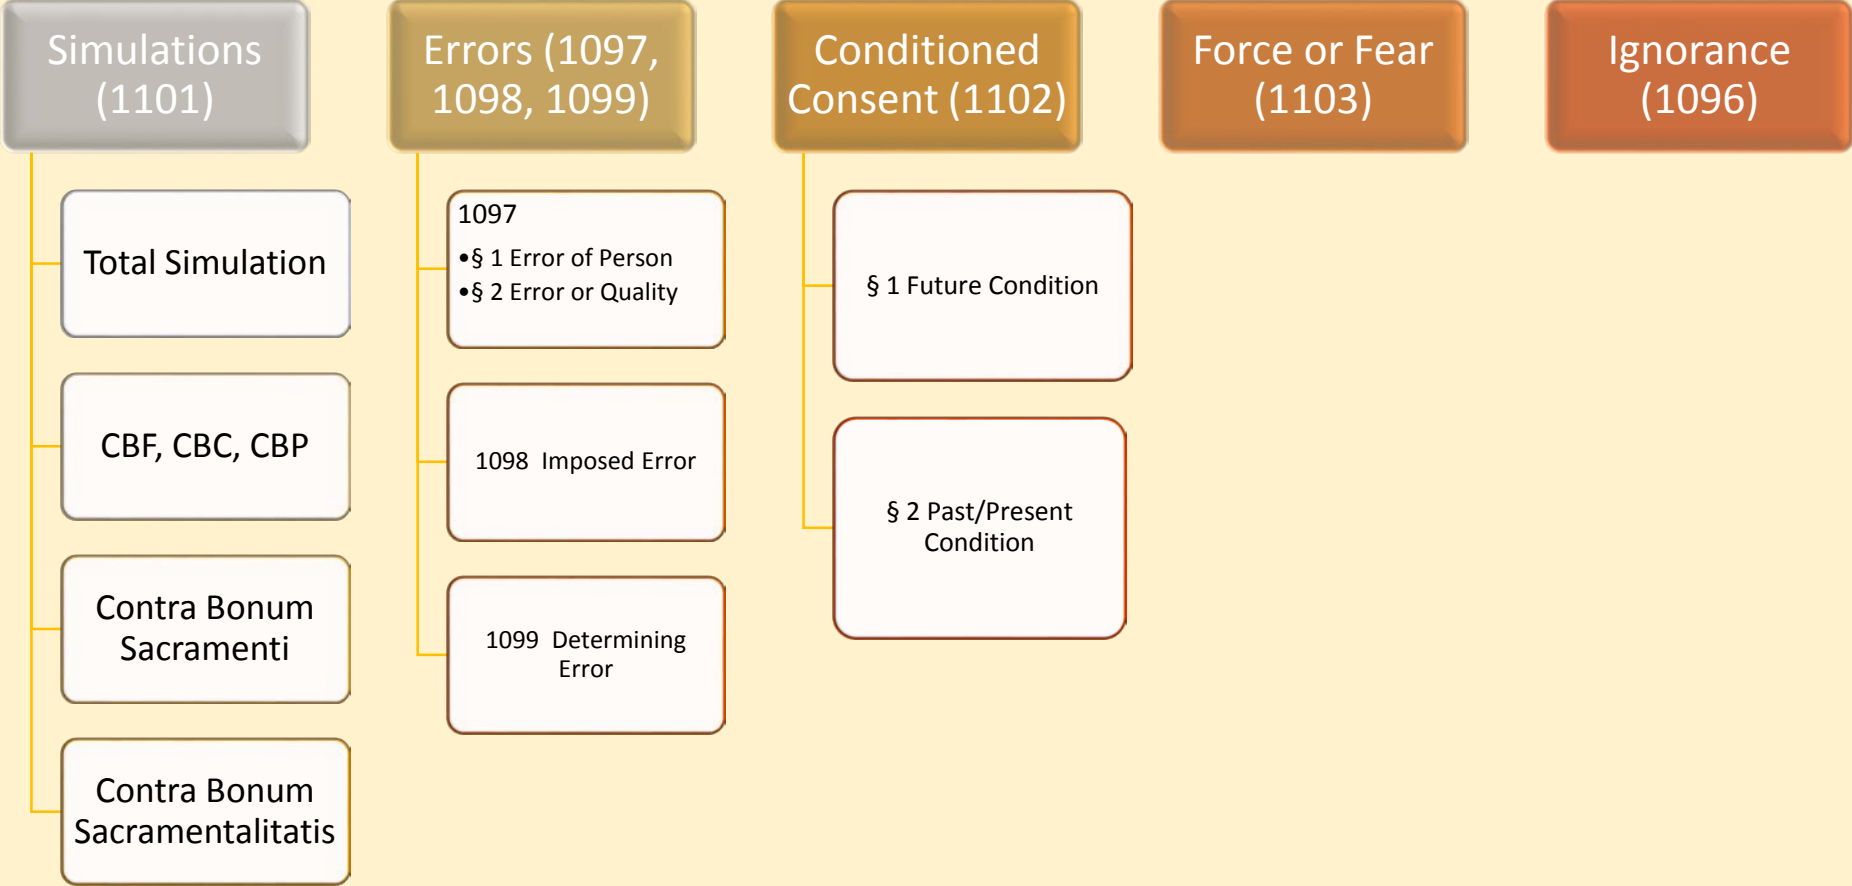 Simulations
(1101)
Total Simulation
CBF, CBC, CBP
Contra Bonum
Sacramenti
Contra Bonum
Sacramentalitatis
Errors (1097,
1098, 1099)
1097
•§ 1 Error of Person
•§ 2 Error or Quality
1098 Imposed Error
1099 Determining
Error
Conditioned
Consent (1102)
§ 1 Future Condition
§ 2 Past/Present
Condition
Force or Fear
(1103)
Ignorance
(1096)